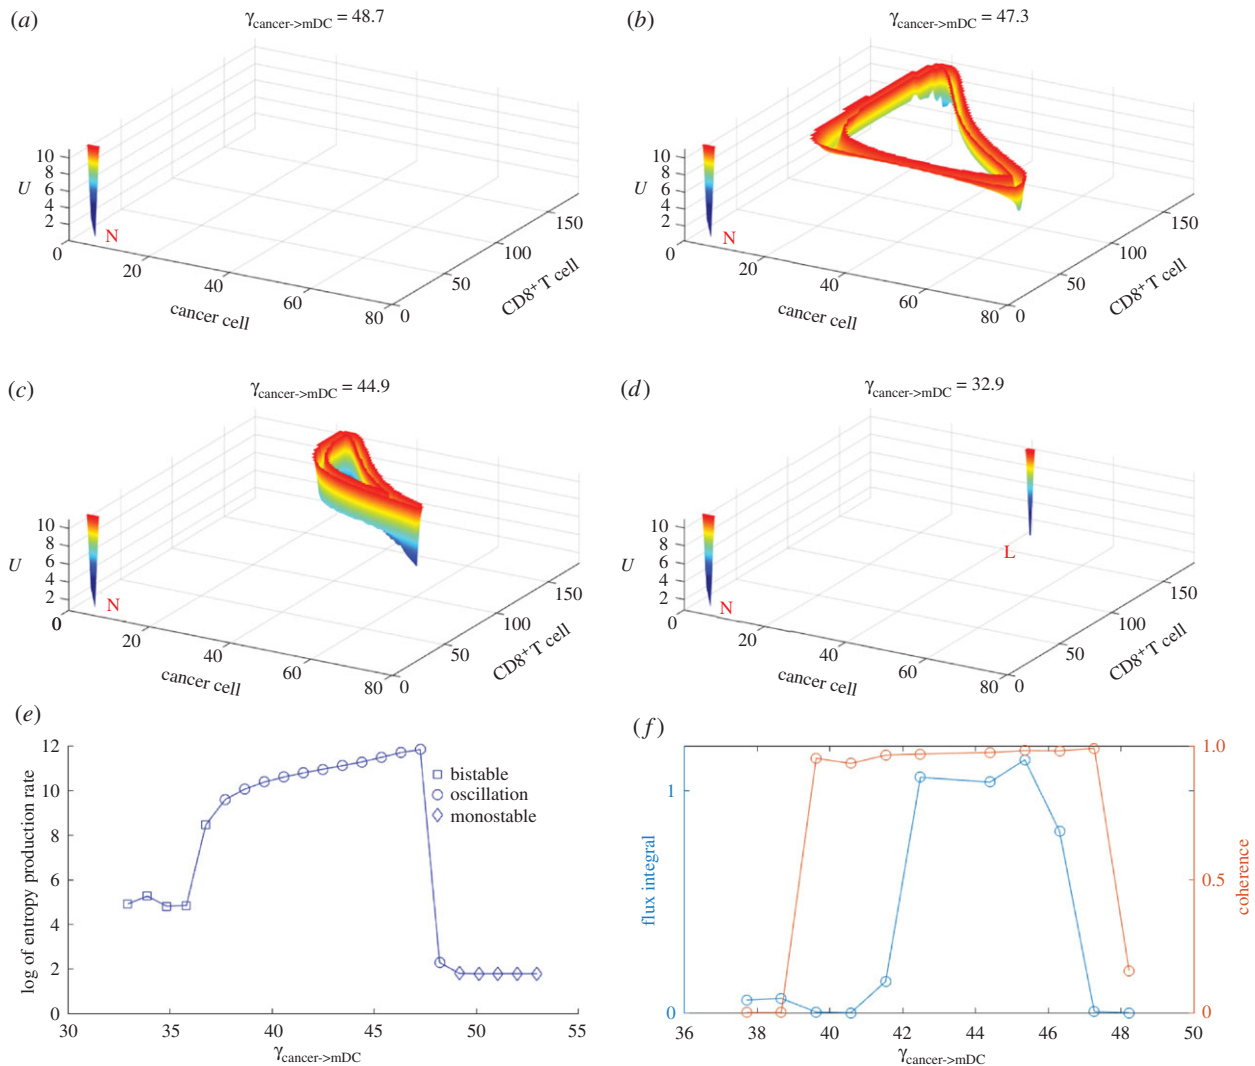 (a)
γcancer->mDC = 48.7
10
8
6
4
2
U
N
0
20
40
60
80
cancer cell
0
50
100
150
CD8+T cell
(b)
γcancer->mDC = 47.3
10
8
6
4
2
U
N
0
20
40
60
80
cancer cell
0
50
100
150
CD8+T cell
(c)
γcancer->mDC = 44.9
10
8
6
4
2
U
N
0
20
40
60
80
cancer cell
0
50
100
150
CD8+T cell
(d)
γcancer->mDC = 32.9
10
8
6
4
2
U
N
L
0
20
40
60
80
cancer cell
0
50
100
150
CD8+T cell
(e)
log of entropy production rate
12
10
8
6
4
2
0
bistable
oscillation
monostable
30 35 40 45 50 55
γcancer->mDC
(f)
flux integral
1
0
1.0
0.5
0
coherence
36 38 40 42 44 46 48 50
γcancer->mDC